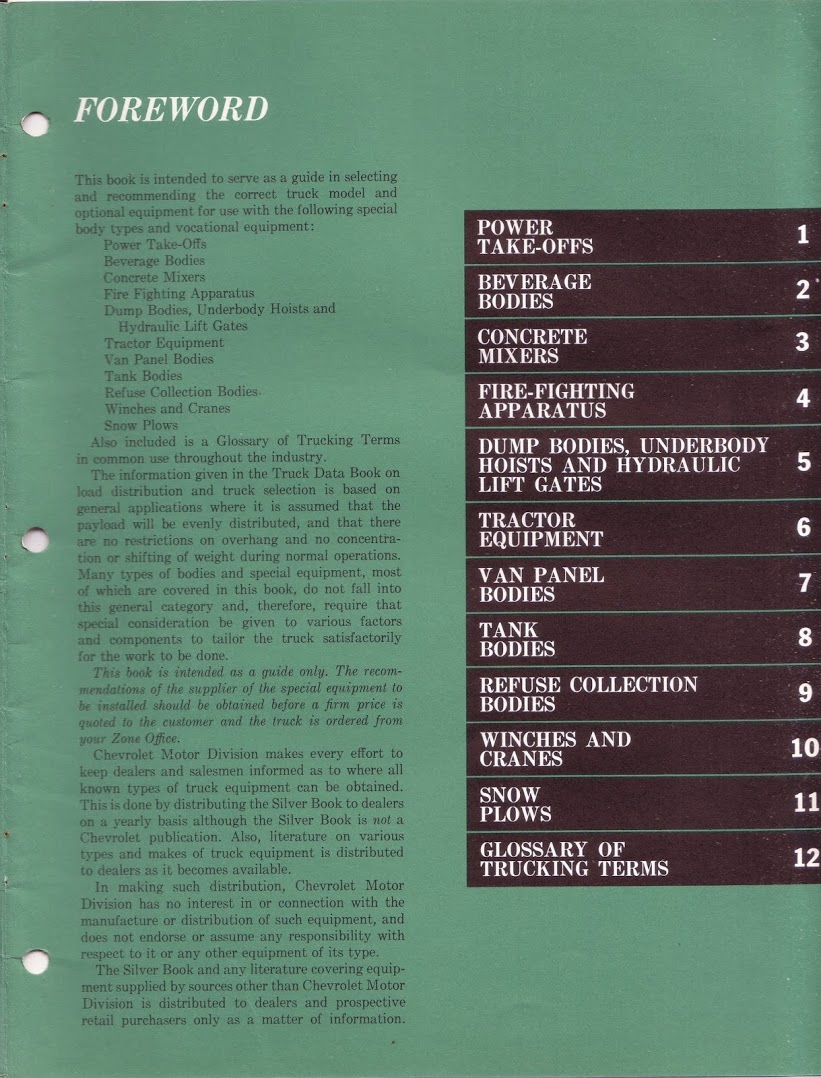 FOREWORD
This book is intended to serve as a guide in selecting
and recommending the correct truck model and
optional equipment for use with the following special
body types and vocational equipment:
Power Take-Offs
Beverage Bodies
Concrete Mixers
Fire Fighting Apparatus
Dump Bodies, Underbody Hoists and
Hydraulic Lift Gates
Tractor Equipment
Van Panel Bodies
Tank Bodies
Refuse Collection Bodies
Winches and Cranes
Snow Plows
Also included is a Glossary of Trucking Terms
in common use throughout the industry.
The information given in the Truck Data Book on
load distribution and truck selection is based on
general applications where it is assumed that the
payload will be evenly distributed, and that there
are no restrictions on overhang and no concentra-
tion or shifting of weight during normal operations.
Many types of bodies and special equipment, most
of which are covered in this book, do not fall into
this general category and, therefore, require that
special consideration be given to various factors
and components to tailor the truck satisfactorily
for the work to be done.
This book is intended as a guide only. The recom-
mendations of the supplier of the special equipment to
be installed should be obtained before a firm price is
quoted to the customer and the truck is ordered from
your Zone Office.
Chevrolet Motor Division makes every effort to
keep dealers and salesmen informed as to where all
known types of truck equipment can be obtained.
This is done by distributing the Silver Book to dealers
on a yearly basis although the Silver Book is not a
Chevrolet publication. Also, literature on various
types and makes of truck equipment is distributed
to dealers as it becomes available.
In making such distribution, Chevrolet Motor
Division has no interest in or connection with the
manufacture or distribution of such equipment, and
does not endorse or assume any responsibility with
respect to it or any other equipment of its type.
The Silver Book and any literature covering equip-
ment supplied by sources other than Chevrolet Motor
Division is distributed to dealers and prospective
retail purchasers only as a matter of information.
POWER
TAKE-OFFS 1
BEVERAGE
BODIES 2
CONCRETE
MIXERS 3
FIRE-FIGHTING
APPARATUS 4
DUMP BODIES, UNDERBODY
HOISTS AND HYDRAULIC 5
LIFT GATES
TRACTOR
EQUIPMENT 6
VAN PANEL
BODIES 7
TANK
BODIES 8
REFUSE COLLECTION
BODIES 9
WINCHES AND
CRANES 10
SNOW
PLOWS 11
GLOSSARY OF
TRUCKING TERMS 12